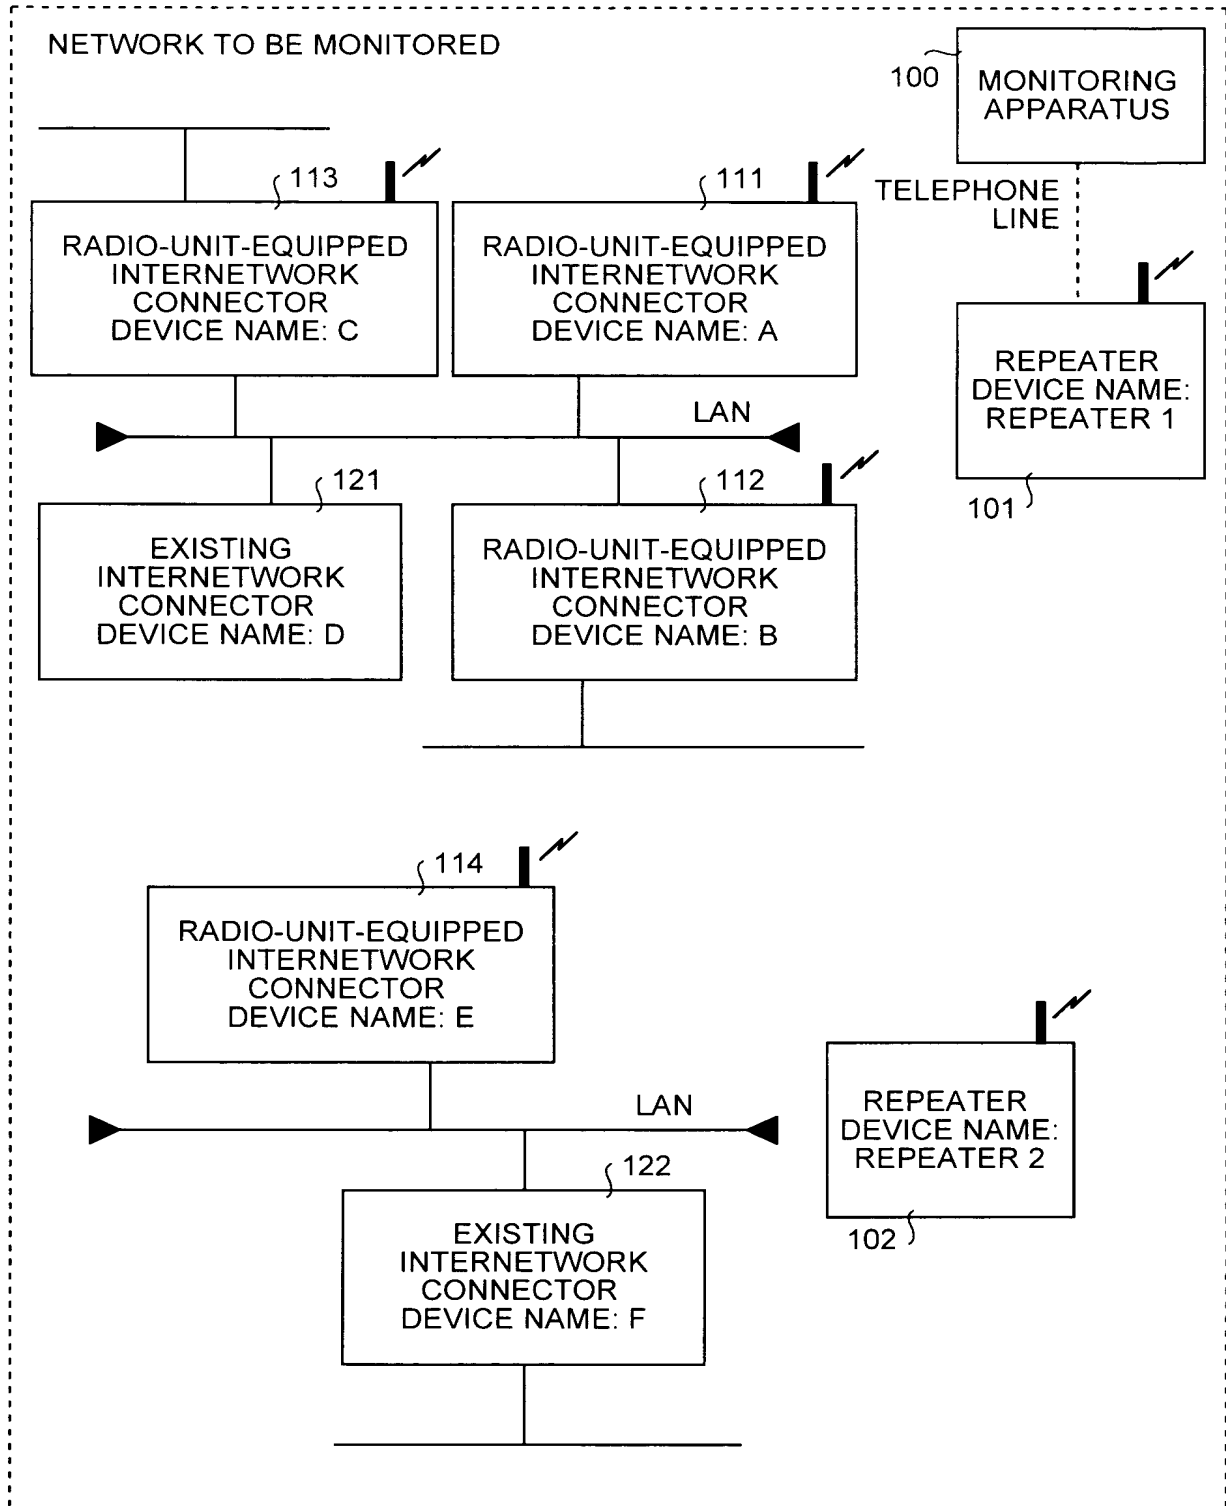 NETWORK TO BE MONITORED
100
MONITORING
APPARATUS
TELEPHONE
LINE
113
RADIO-UNIT-EQUIPPED
INTERNETWORK
CONNECTOR
DEVICE NAME: C
111
RADIO-UNIT-EQUIPPED
INTERNETWORK
CONNECTOR
DEVICE NAME: A
REPEATER
DEVICE NAME:
REPEATER 1
101
LAN
121
EXISTING
INTERNETWORK
CONNECTOR
DEVICE NAME: D
112
RADIO-UNIT-EQUIPPED
INTERNETWORK
CONNECTOR
DEVICE NAME: B
114
RADIO-UNIT-EQUIPPED
INTERNETWORK
CONNECTOR
DEVICE NAME: E
LAN
REPEATER
DEVICE NAME:
REPEATER 2
102
122
EXISTING
INTERNETWORK
CONNECTOR
DEVICE NAME: F